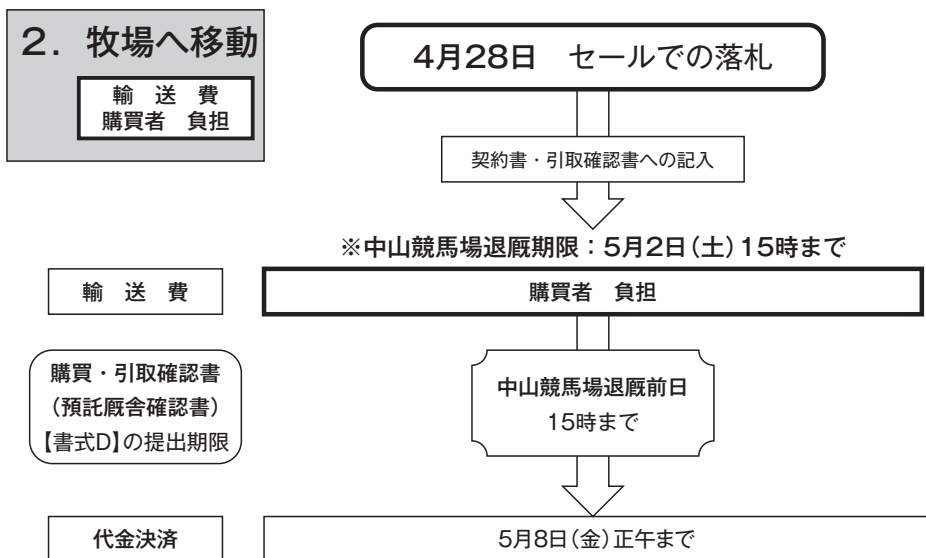 2．牧場へ移動
輸 送 費
購買者 負担
4月28日 セールでの落札
契約書・引取確認書への記入
※中山競馬場退厩期限：5月2日（土）15時まで
輸 送 費
購買者 負担
購買・引取確認書
（預託厩舎確認書）
【書式D】の提出期限
中山競馬場退厩前日
15時まで
代金決済
5月8日（金）正午まで